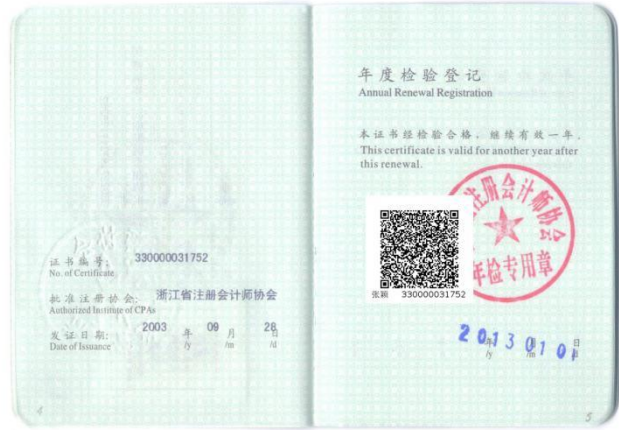 证书编号: 330000031752
No. of Certificate
批准注册协会: 浙江省注册会计师协会
Authorized Institute of CPAs
发证日期: 2003 年 09 月 28 日
Date of Issuance /y /m /d
4
年度检验登记
Annual Renewal Registration
本证书经检验合格，继续有效一年。
This certificate is valid for another year after
this renewal.
注册会计师协会
年检专用章
张颖 330000031752
2013 年 01 月 01 日
/y /m /d
5